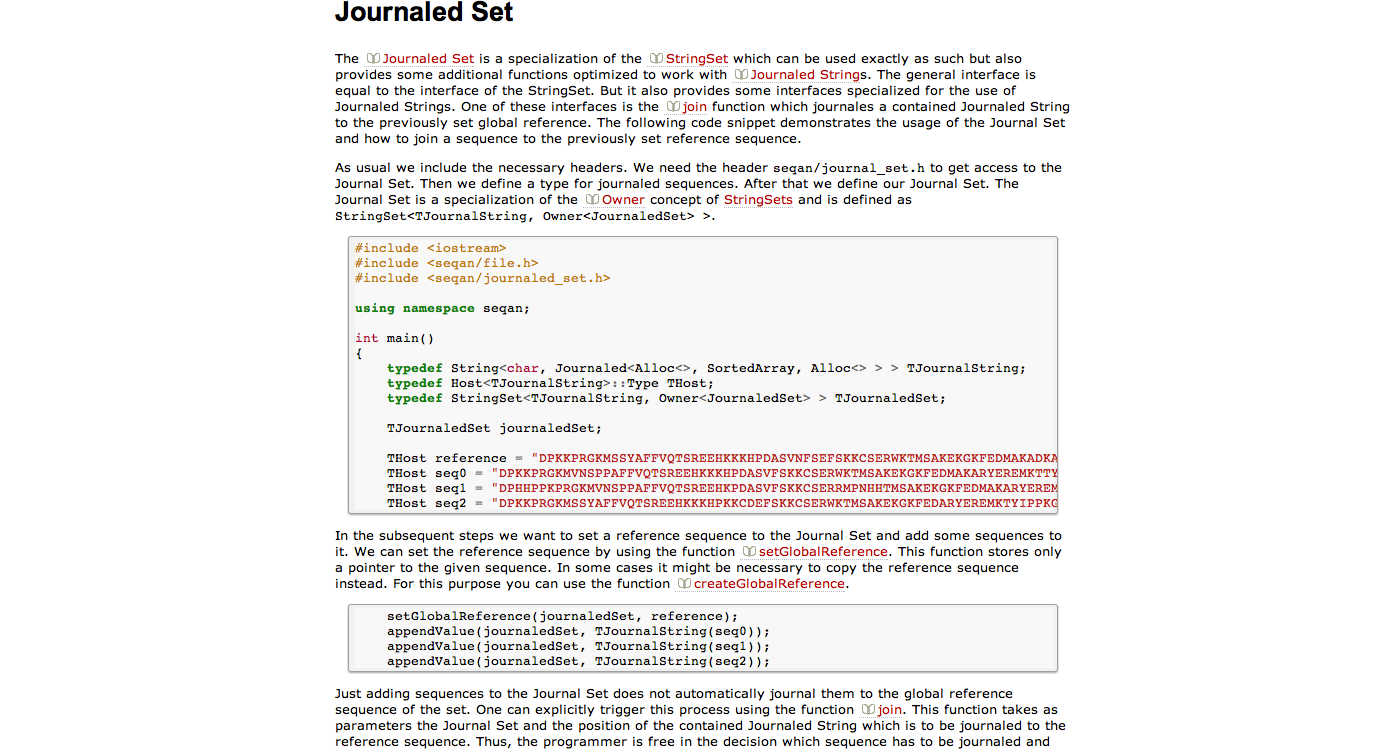 Journaled Set
The Journaled Set is a specialization of the StringSet which can be used exactly as such but also
provides some additional functions optimized to work with Journaled Strings. The general interface is
equal to the interface of the StringSet. But it also provides some interfaces specialized for the use of
Journaled Strings. One of these interfaces is the join function which journales a contained Journaled String
to the previously set global reference. The following code snippet demonstrates the usage of the Journal Set
and how to join a sequence to the previously set reference sequence.
As usual we include the necessary headers. We need the header seqan/journal_set.h to get access to the
Journal Set. Then we define a type for journaled sequences. After that we define our Journal Set. The
Journal Set is a specialization of the Owner concept of StringSets and is defined as
StringSet<TJournalString, Owner<JournaledSet> >.
#include <iostream>
#include <seqan/file.h>
#include <seqan/journaled_set.h>
using namespace seqan;
int main()
{
typedef String<char, Journaled<Alloc<>, SortedArray, Alloc<> > > TJournalString;
typedef Host<TJournalString>::Type THost;
typedef StringSet<TJournalString, Owner<JournaledSet> > TJournaledSet;
TJournaledSet journaledSet;
THost reference = "DPKKPRGKMSSYAFFVQTSREEHKKKHPDASVNFSEFSKKCSERWKTMSAKEKGKFEDMAKADKA
THost seq0 = "DPKKPRGKMVNSPPAFFVQTSREEHKKKHPDASVFSKKCSERWKTMSAKEKGKFEDMAKARYEREMKTTY
THost seq1 = "DPHHPPKPRGKMVNSPPAFFVQTSREEHKPDASVFSKKCSERRMPNHHTMSAKEKGKFEDMAKARYEREM
THost seq2 = "DPKKPRGKMSSYAFFVQTSREEHKKKHPKKCDEFSKKCSERWKTMSAKEKGKFEDARYEREMKTYIPPKG
In the subsequent steps we want to set a reference sequence to the Journal Set and add some sequences to
it. We can set the reference sequence by using the function setGlobalReference. This function stores only
a pointer to the given sequence. In some cases it might be necessary to copy the reference sequence
instead. For this purpose you can use the function createGlobalReference.
setGlobalReference(journaledSet, reference);
appendValue(journaledSet, TJournalString(seq0));
appendValue(journaledSet, TJournalString(seq1));
appendValue(journaledSet, TJournalString(seq2));
Just adding sequences to the Journal Set does not automatically journal them to the global reference
sequence of the set. One can explicitly trigger this process using the function join. This function takes as
parameters the Journal Set and the position of the contained Journaled String which is to be journaled to the
reference sequence. Thus, the programmer is free in the decision which sequence has to be journaled and